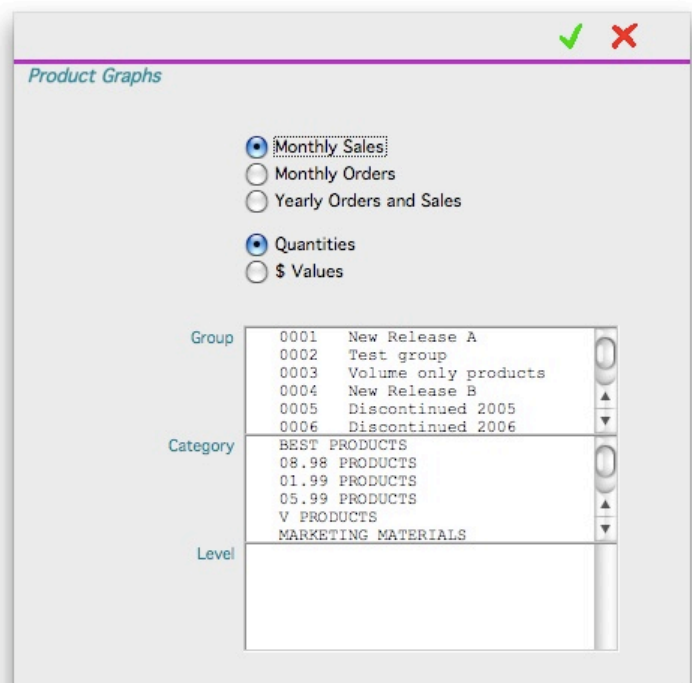 Product Graphs
Monthly Sales
Monthly Orders
Yearly Orders and Sales
Quantities
$ Values
Group
0001 New Release A
0002 Test group
0003 Volume only products
0004 New Release B
0005 Discontinued 2005
0006 Discontinued 2006
Category
BEST PRODUCTS
08.98 PRODUCTS
01.99 PRODUCTS
05.99 PRODUCTS
V PRODUCTS
MARKETING MATERIALS
Level